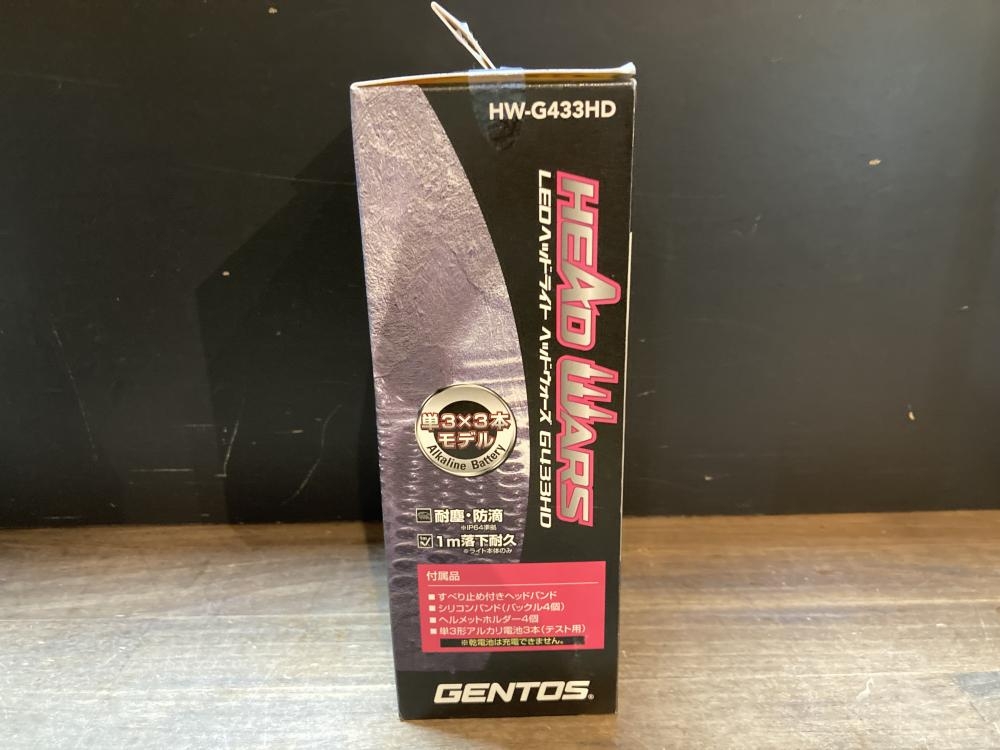 HW-G433HD
HEAD WARS
LEDヘッドライト ヘッドウォーズ G433HD
単3×3本
モデル
Alkaline Battery
耐塵・防滴
※IP64準拠
1m落下耐久
※ライト本体のみ
付属品
■すべり止め付きヘッドバンド
■シリコンバンド(バックル4個)
■ヘルメットホルダー4個
■単3形アルカリ電池3本(テスト用)
※乾電池は充電できません。
GENTOS®